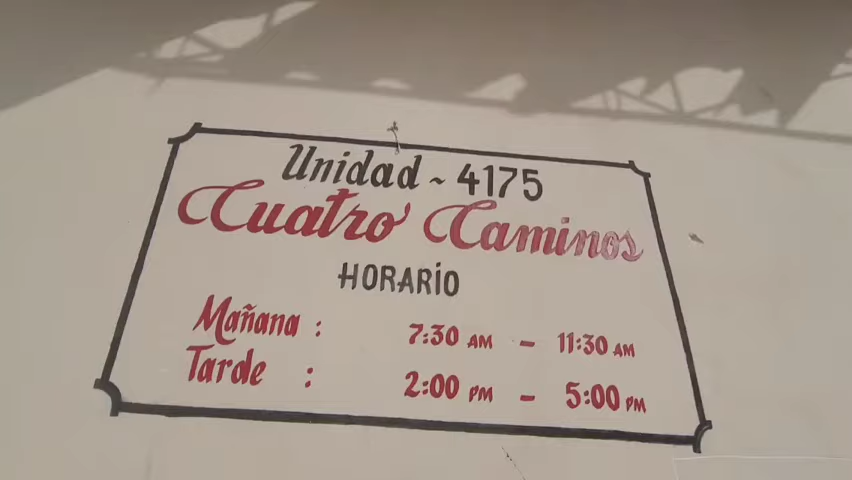 Unidad ~ 4175
Cuatro Caminos
HORARIO
Mañana : 7:30 AM - 11:30 AM
Tarde : 2:00 PM - 5:00 PM